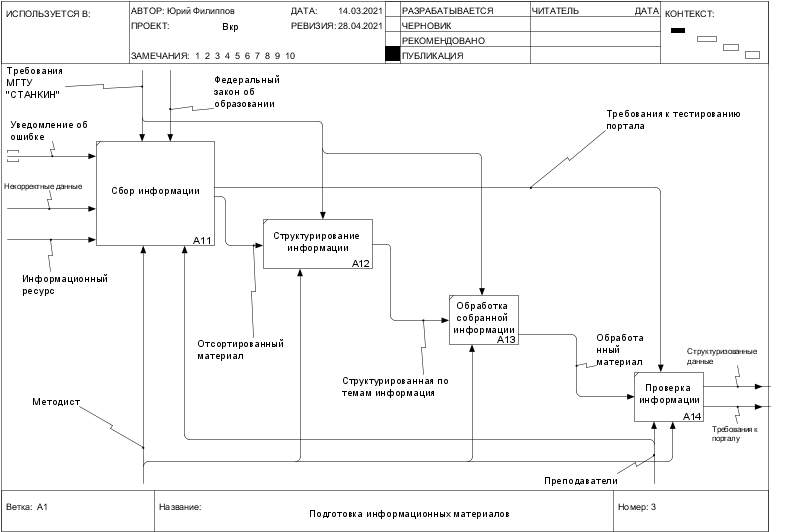 ИСПОЛЬЗУЕТСЯ В:
АВТОР: Юрий Филиппов
ДАТА: 14.03.2021
ПРОЕКТ: Вкр
РЕВИЗИЯ: 28.04.2021
ЗАМЕЧАНИЯ: 1 2 3 4 5 6 7 8 9 10
РАЗРАБАТЫВАЕТСЯ
ЧЕРНОВИК
РЕКОМЕНДОВАНО
ПУБЛИКАЦИЯ
ЧИТАТЕЛЬ
ДАТА
КОНТЕКСТ:
Требования
МГТУ
"СТАНКИН"
Федеральный
закон об
образовании
Требования к тестированию
портала
Уведомление об
ошибке
Некорректные данные
Информационный
ресурс
Сбор информации
A11
Структурирование
информации
A12
Отсортированный
материал
Обработка
собранной
информации
A13
Структурированная по
темам информация
Обработа
нный
материал
Проверка
информации
A14
Структуризованные
данные
Требования к
порталу
Методист
Преподаватели
Ветка: A1
Название:
Подготовка информационных материалов
Номер: 3